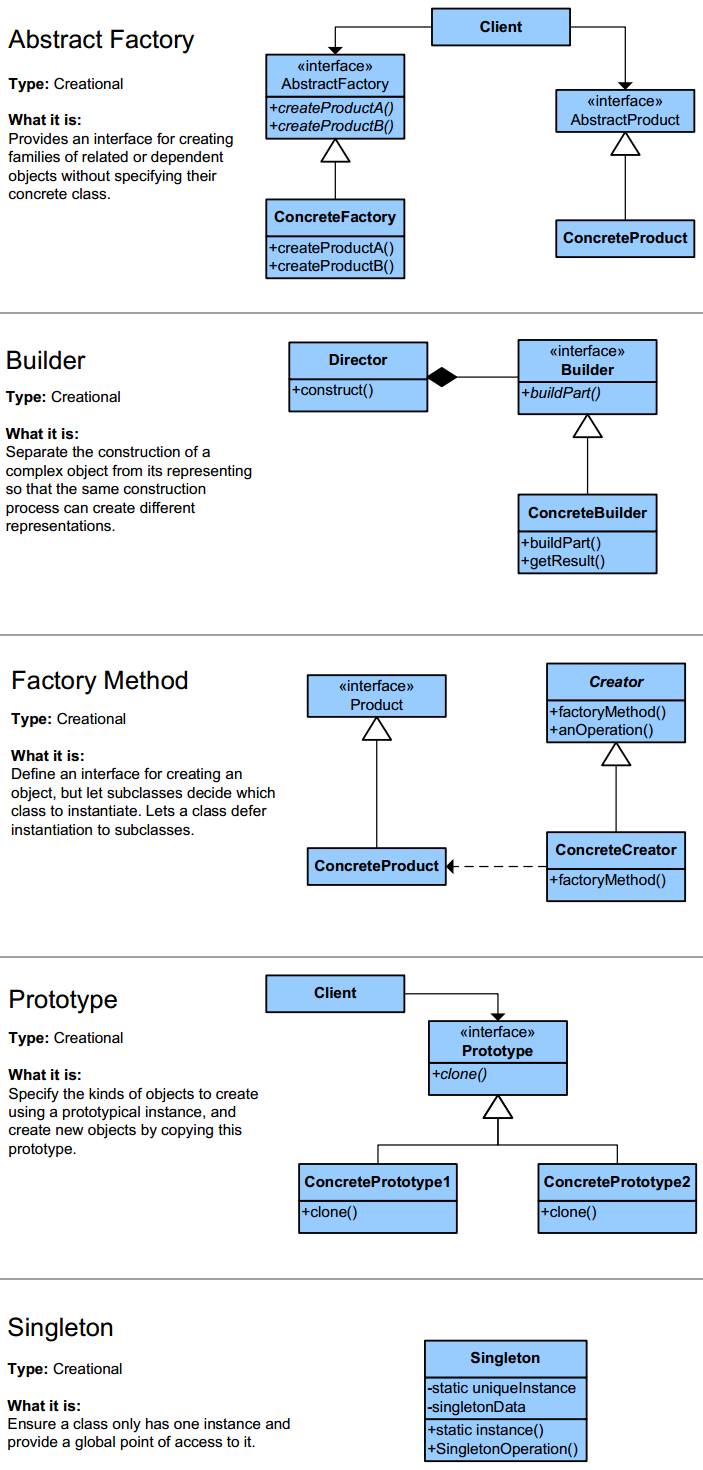 Abstract Factory
Type: Creational
What it is:
Provides an interface for creating
families of related or dependent
objects without specifying their
concrete class.
Client
«interface»
AbstractFactory
+createProductA()
+createProductB()
«interface»
AbstractProduct
ConcreteFactory
+createProductA()
+createProductB()
ConcreteProduct
Builder
Type: Creational
What it is:
Separate the construction of a
complex object from its representing
so that the same construction
process can create different
representations.
Director
+construct()
«interface»
Builder
+buildPart()
ConcreteBuilder
+buildPart()
+getResult()
Factory Method
Type: Creational
What it is:
Define an interface for creating an
object, but let subclasses decide which
class to instantiate. Lets a class defer
instantiation to subclasses.
«interface»
Product
Creator
+factoryMethod()
+anOperation()
ConcreteProduct
ConcreteCreator
+factoryMethod()
Prototype
Type: Creational
What it is:
Specify the kinds of objects to create
using a prototypical instance, and
create new objects by copying this
prototype.
Client
«interface»
Prototype
+clone()
ConcretePrototype1
+clone()
ConcretePrototype2
+clone()
Singleton
Type: Creational
What it is:
Ensure a class only has one instance and
provide a global point of access to it.
Singleton
-static uniqueInstance
-singletonData
+static instance()
+SingletonOperation()